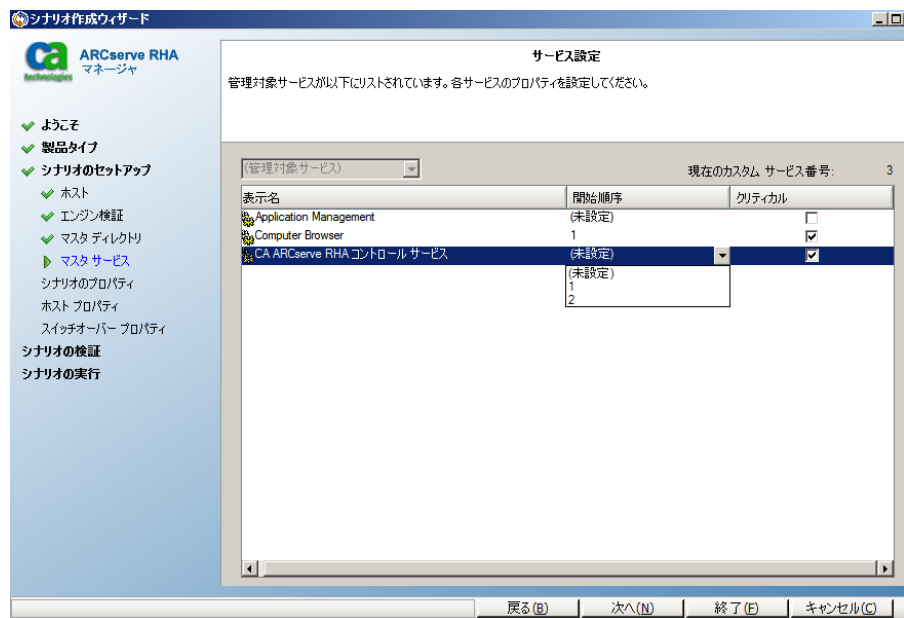 シナリオ作成ウィザード
ca
technologies
ARCserve RHA
マネージャ
ようこそ
製品タイプ
シナリオのセットアップ
ホスト
エンジン検証
マスタ ディレクトリ
マスタ サービス
シナリオのプロパティ
ホスト プロパティ
スイッチオーバー プロパティ
シナリオの検証
シナリオの実行
サービス設定
管理対象サービスが以下にリストされています。各サービスのプロパティを設定してください。
(管理対象サービス)
現在のカスタム サービス番号: 3
表示名 開始順序 クリティカル
Application Management (未設定)
Computer Browser 1
CA ARCserve RHA コントロール サービス (未設定)
(未設定)
1
2
戻る(B) 次へ(N) 終了(F) キャンセル(C)